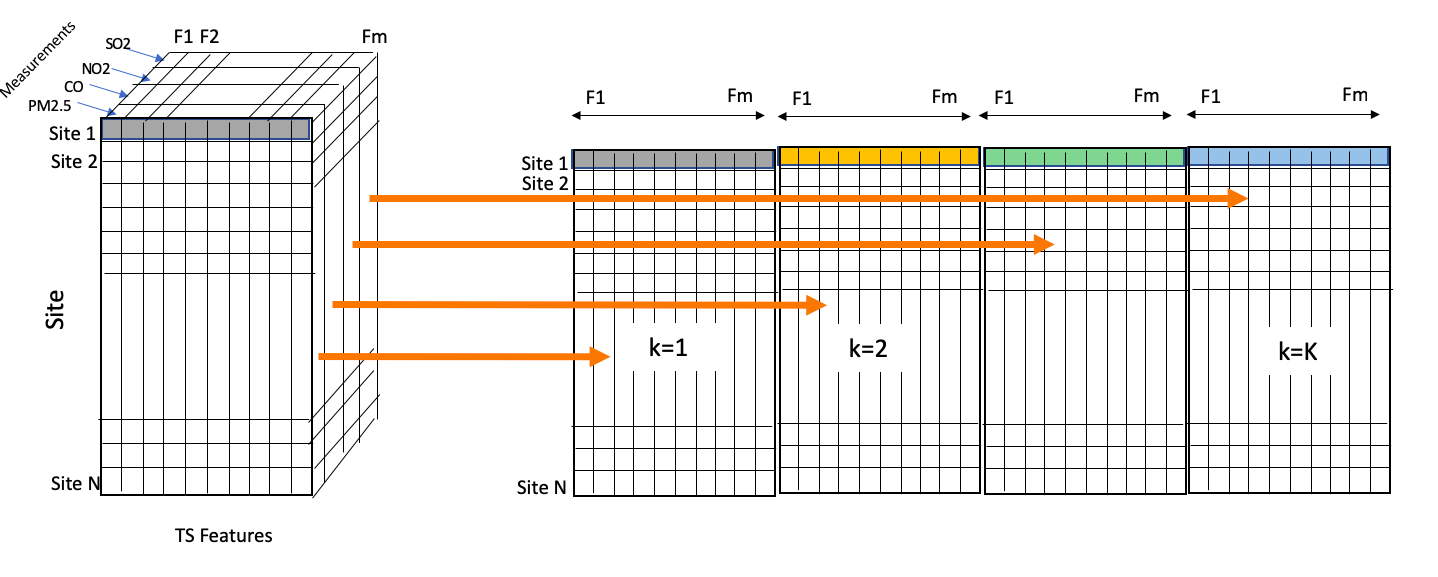 Measurements
SO2
NO2
CO
PM2.5
F1 F2
Fm
Site 1
Site 2
Site
Site N
TS Features
F1
Fm
F1
Fm
F1
Fm
F1
Fm
Site 1
Site 2
k=1
k=2
k=K
Site N